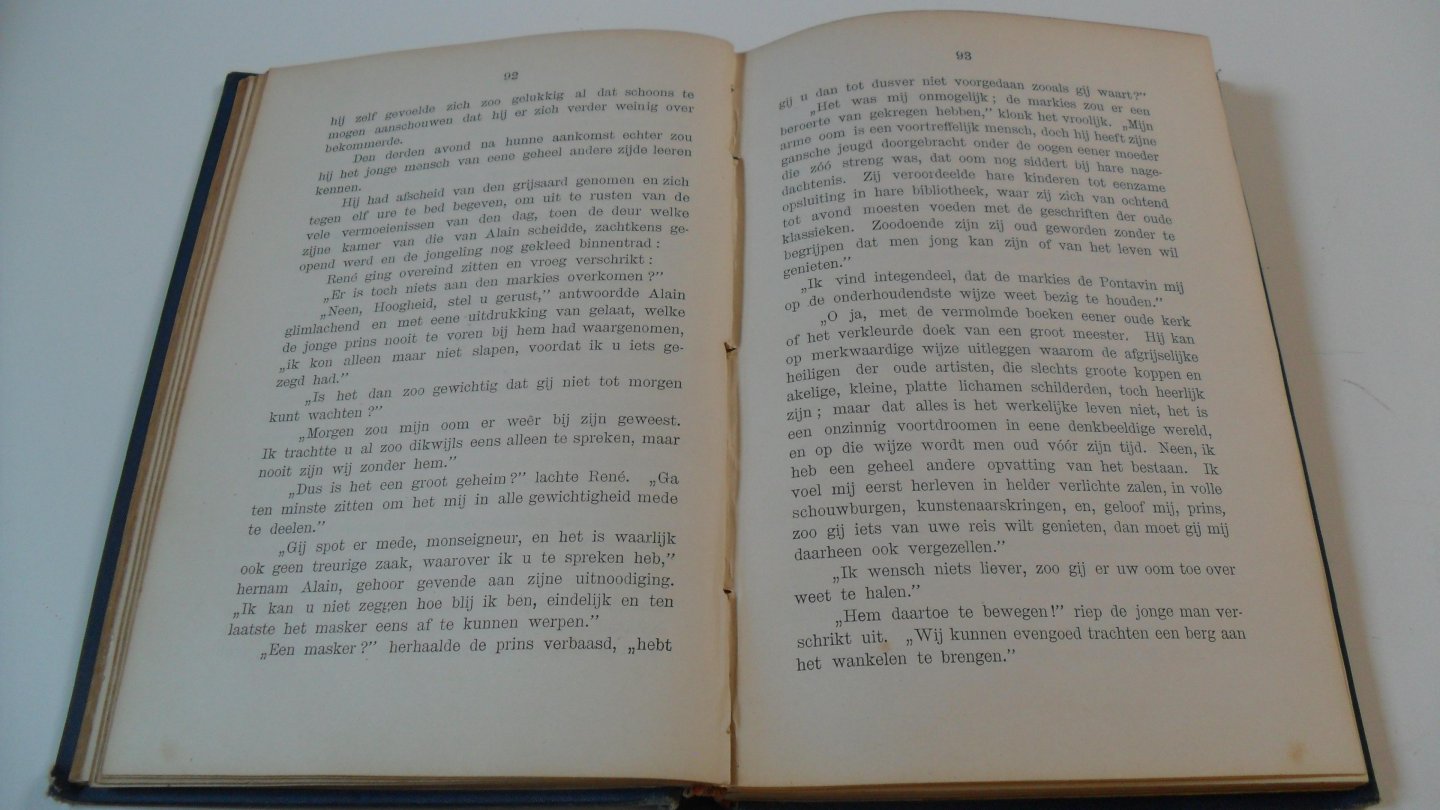 92
hij zelf gevoelde zich zoo gelukkig al dat schoons te
mogen aanschouwen dat hij er zich verder weinig over
bekommerde.
Den derden avond na hunne aankomst echter zou
hij het jonge mensch van eene geheel andere zijde leeren
kennen.
Hij had afscheid van den grijsaard genomen en zich
tegen elf ure te bed begeven, om uit te rusten van de
vele vermoeienissen van den dag, toen de deur welke
zijne kamer van die van Alain scheidde, zachtkens ge-
opend werd en de jongeling nog gekleed binnentrad:
René ging overeind zitten en vroeg verschrikt:
„Er is toch niets aan den markies overkomen?”
„Neen, Hoogheid, stel u gerust,” antwoordde Alain
glimlachend en met eene uitdrukking van gelaat, welke
de jonge prins nooit te voren bij hem had waargenomen,
„ik kon alleen maar niet slapen, voordat ik u iets ge-
zegd had.”
„Is het dan zoo gewichtig dat gij niet tot morgen
kunt wachten?”
„Morgen zou mijn oom er weêr bij zijn geweest.
Ik trachtte u al zoo dikwijls eens alleen te spreken, maar
nooit zijn wij zonder hem.”
„Dus is het een groot geheim?” lachte René. „Ga
ten minste zitten om het mij in alle gewichtigheid mede
te deelen.”
„Gij spot er mede, monseigneur, en het is waarlijk
ook geen treurige zaak, waarover ik u te spreken heb,”
hernam Alain, gehoor gevende aan zijne uitnoodiging.
„Ik kan u niet zeggen hoe blij ik ben, eindelijk en ten
laatste het masker eens af te kunnen werpen.”
„Een masker?” herhaalde de prins verbaasd, „hebt
93
gij u dan tot dusver niet voorgedaan zooals gij waart?”
„Het was mij onmogelijk; de markies zou er een
beroerte van gekregen hebben,” klonk het vroolijk. „Mijn
arme oom is een voortreffelijk mensch, doch hij heeft zijne
gansche jeugd doorgebracht onder de oogen eener moeder
die zóó streng was, dat oom nog siddert bij hare nage-
dachtenis. Zij veroordeelde hare kinderen tot eenzame
opsluiting in hare bibliotheek, waar zij zich van ochtend
tot avond moesten voeden met de geschriften der oude
klassieken. Zoodoende zijn zij oud geworden zonder te
begrijpen dat men jong kan zijn of van het leven wil
genieten.”
„Ik vind integendeel, dat de markies de Pontavin mij
op de onderhoudendste wijze weet bezig te houden.”
„O ja, met de vermolmde boeken eener oude kerk
of het verkleurde doek van een groot meester. Hij kan
op merkwaardige wijze uitleggen waarom de afgrijselijke
heiligen der oude artisten, die slechts groote koppen en
akelige, kleine, platte lichamen schilderden, toch heerlijk
zijn; maar dat alles is het werkelijke leven niet, het is
een onzinnig voortdroomen in eene denkbeeldige wereld,
en op die wijze wordt men oud vóór zijn tijd. Neen, ik
heb een geheel andere opvatting van het bestaan. Ik
voel mij eerst herleven in helder verlichte zalen, in volle
schouwburgen, kunstenaarskringen, en, geloof mij, prins,
zoo gij iets van uwe reis wilt genieten, dan moet gij mij
daarheen ook vergezellen.”
„Ik wensch niets liever, zoo gij er uw oom toe over
weet te halen.”
„Hem daartoe te bewegen!” riep de jonge man ver-
schrikt uit. „Wij kunnen evengoed trachten een berg aan
het wankelen te brengen.”